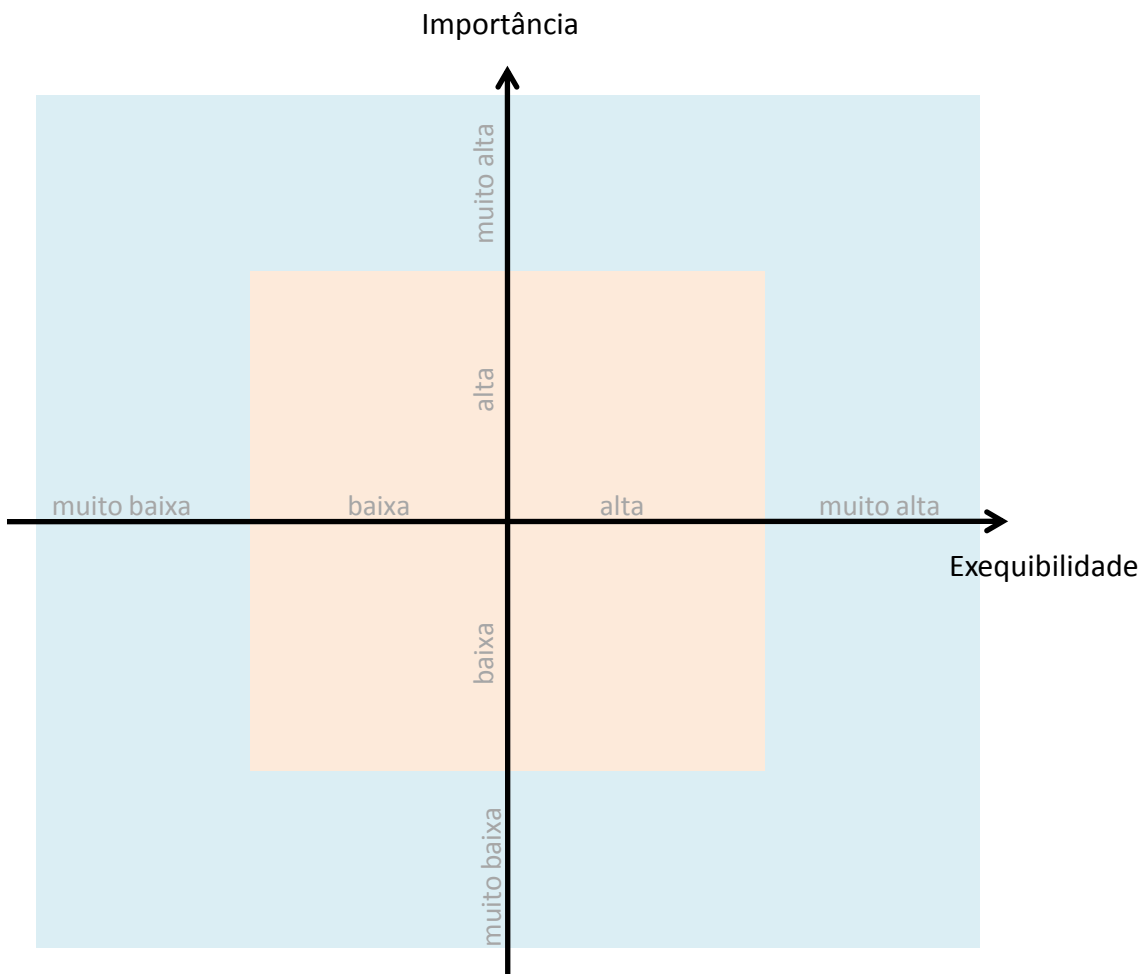 Importância
muito alta
alta
muito baixa
baixa
alta
muito alta
Exequibilidade
baixa
muito baixa